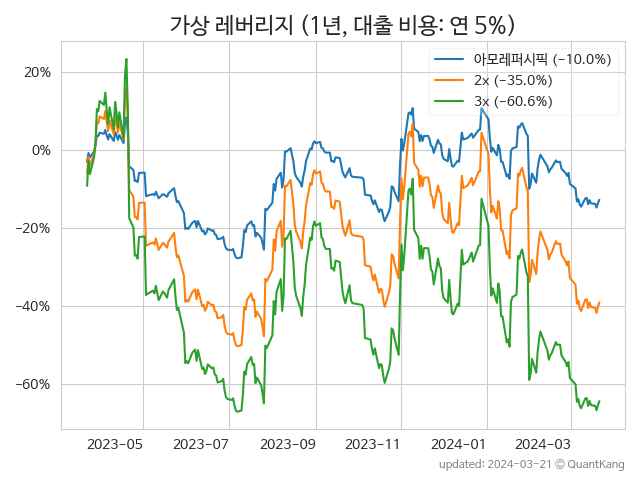 가상 레버리지 (1년, 대출 비용: 연 5%)
아모레퍼시픽 (−10.0%)
2x (−35.0%)
3x (−60.6%)
20%
0%
−20%
−40%
−60%
2023-05 2023-07 2023-09 2023-11 2024-01 2024-03
updated: 2024-03-21 © QuantKang